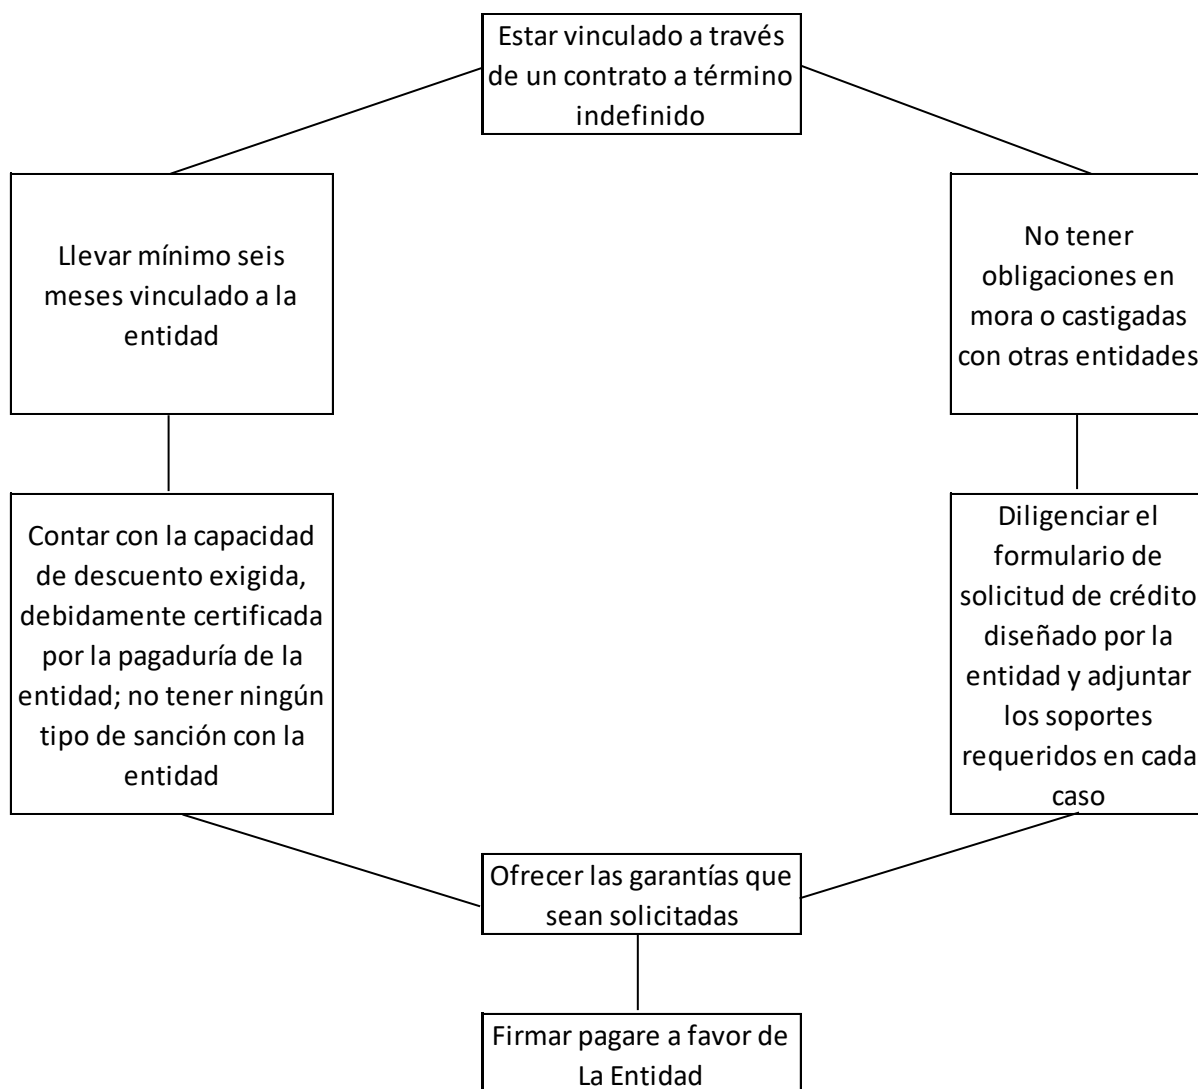 Estar vinculado a través
de un contrato a término
indefinido
Llevar mínimo seis
meses vinculado a la
entidad
No tener
obligaciones en
mora o castigadas
con otras entidades
Contar con la capacidad
de descuento exigida,
debidamente certificada
por la pagaduría de la
entidad; no tener ningún
tipo de sanción con la
entidad
Diligenciar el
formulario de
solicitud de crédito
diseñado por la
entidad y adjuntar
los soportes
requeridos en cada
caso
Ofrecer las garantías que
sean solicitadas
Firmar pagare a favor de
La Entidad